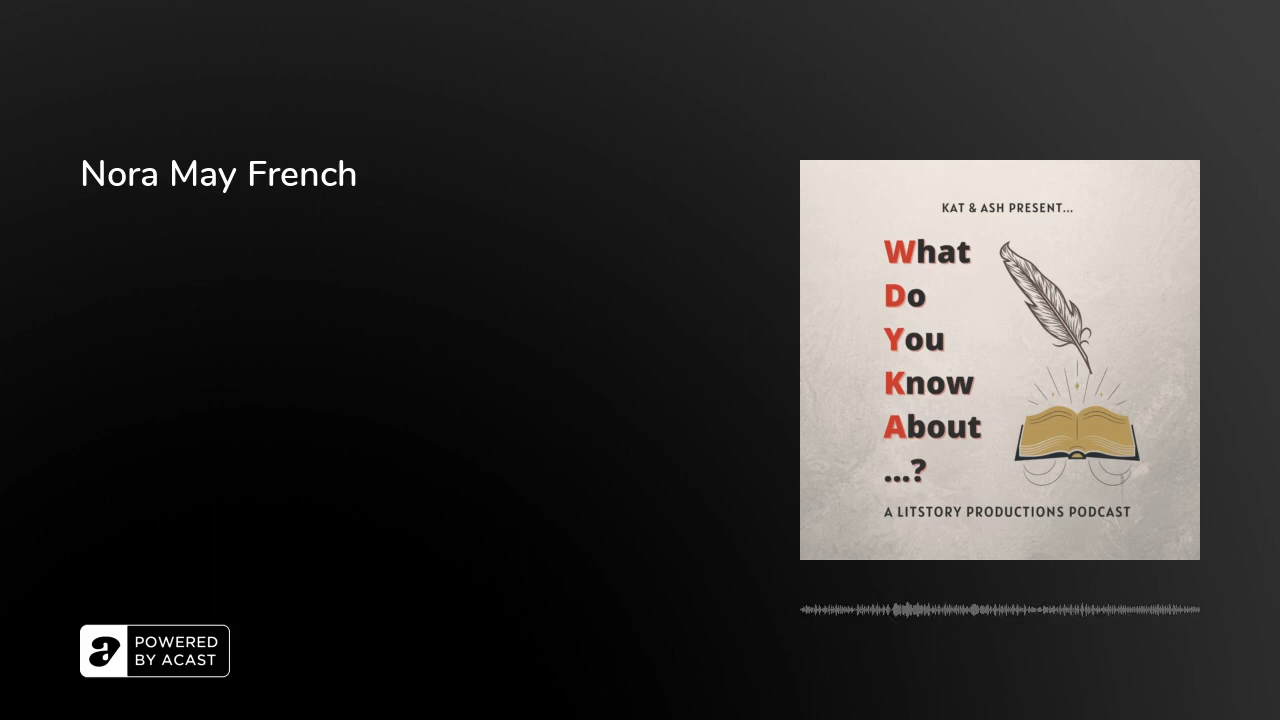 Nora May French
KAT & ASH PRESENT...
What
Do
You
Know
About
...?
A LITSTORY PRODUCTIONS PODCAST
POWERED
BY ACAST